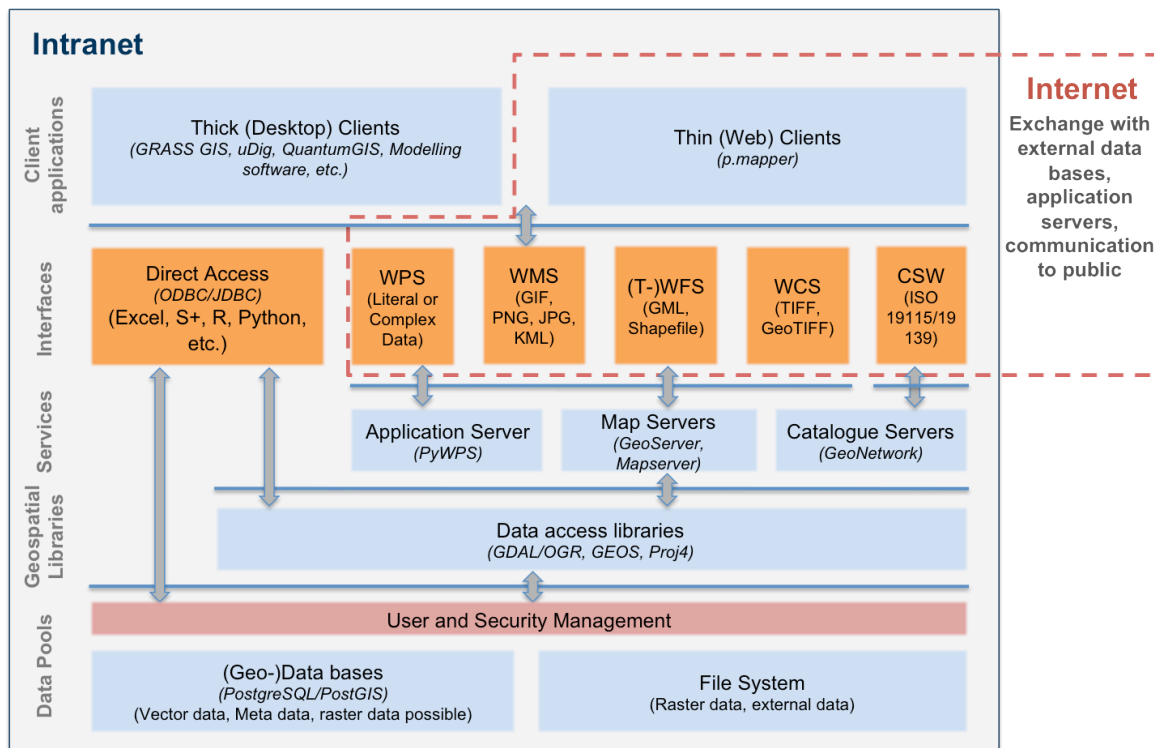 Intranet
Internet
Exchange with
external data
bases,
application
servers,
communication
to public
Client
applications
Thick (Desktop) Clients
(GRASS GIS, uDig, QuantumGIS, Modelling
software, etc.)
Thin (Web) Clients
(p.mapper)
Interfaces
Direct Access
(ODBC/JDBC)
(Excel, S+, R, Python,
etc.)
WPS
(Literal or
Complex
Data)
WMS
(GIF,
PNG, JPG,
KML)
(T-)WFS
(GML,
Shapefile)
WCS
(TIFF,
GeoTIFF)
CSW
(ISO
19115/19
139)
Services
Application Server
(PyWPS)
Map Servers
(GeoServer,
Mapserver)
Catalogue Servers
(GeoNetwork)
Geospatial
Libraries
Data access libraries
(GDAL/OGR, GEOS, Proj4)
Data Pools
User and Security Management
(Geo-)Data bases
(PostgreSQL/PostGIS)
(Vector data, Meta data, raster data possible)
File System
(Raster data, external data)